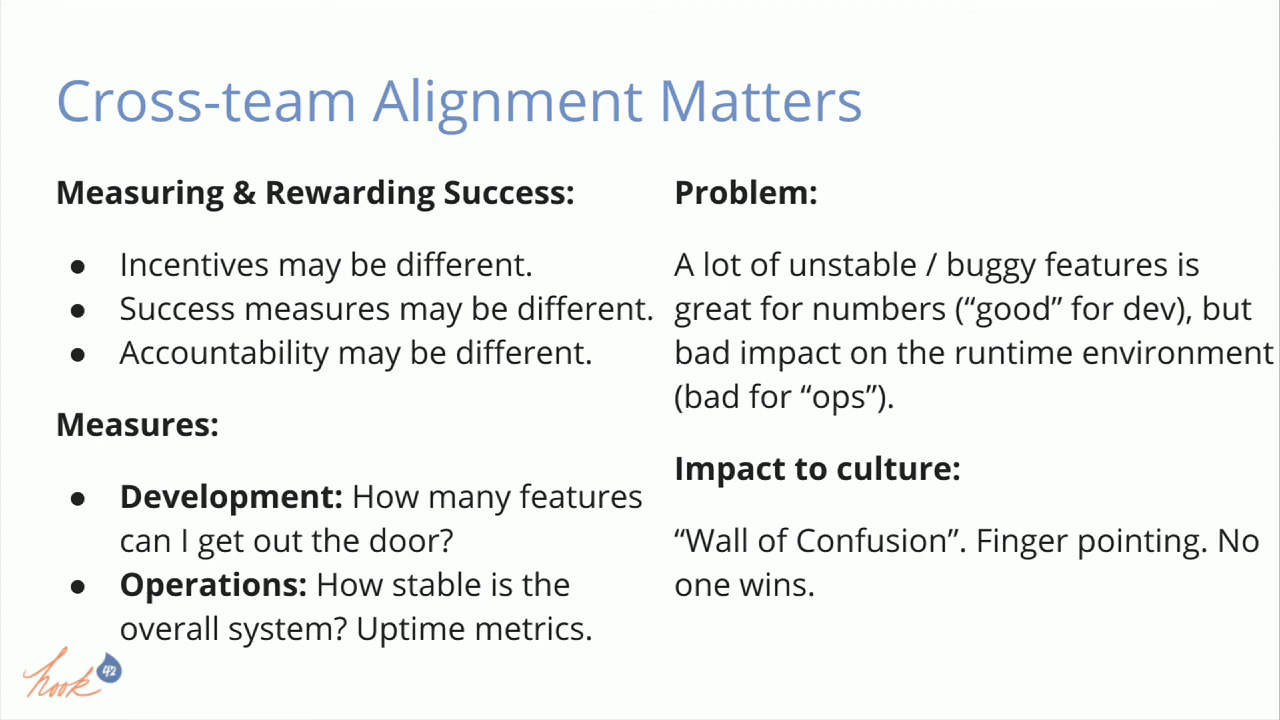 Cross-team Alignment Matters
Measuring & Rewarding Success:
● Incentives may be different.
● Success measures may be different.
● Accountability may be different.
Measures:
● Development: How many features
can I get out the door?
● Operations: How stable is the
overall system? Uptime metrics.
Problem:
A lot of unstable / buggy features is
great for numbers (“good” for dev), but
bad impact on the runtime environment
(bad for “ops”).
Impact to culture:
“Wall of Confusion”. Finger pointing. No
one wins.
hook 42